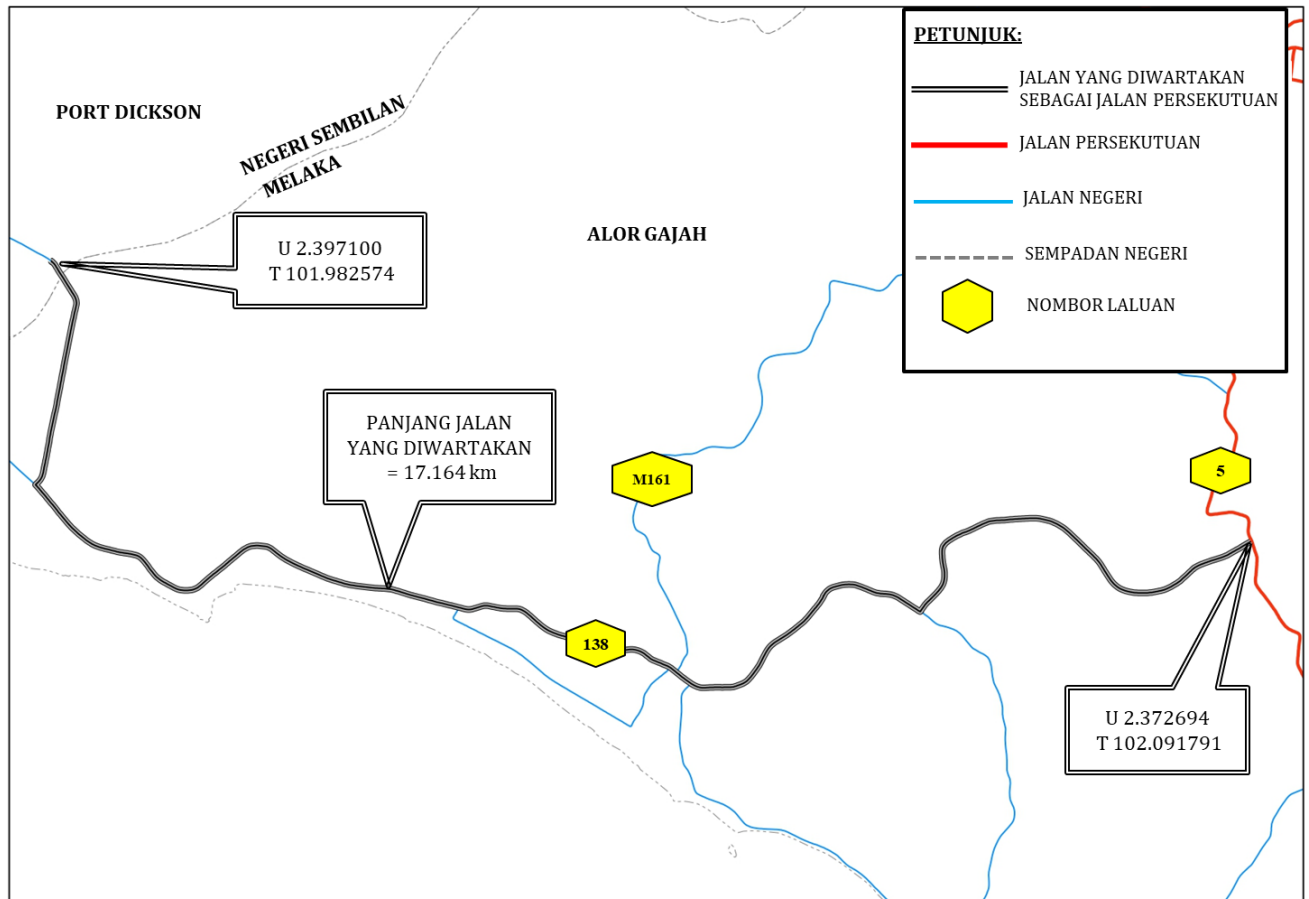 PORT DICKSON
NEGERI SEMBILAN
MELAKA
ALOR GAJAH
U 2.397100
T 101.982574
PANJANG JALAN
YANG DIWARTAKAN
= 17.164 km
M161
138
5
U 2.372694
T 102.091791
PETUNJUK:
JALAN YANG DIWARTAKAN
SEBAGAI JALAN PERSEKUTUAN
JALAN PERSEKUTUAN
JALAN NEGERI
SEMPADAN NEGERI
NOMBOR LALUAN